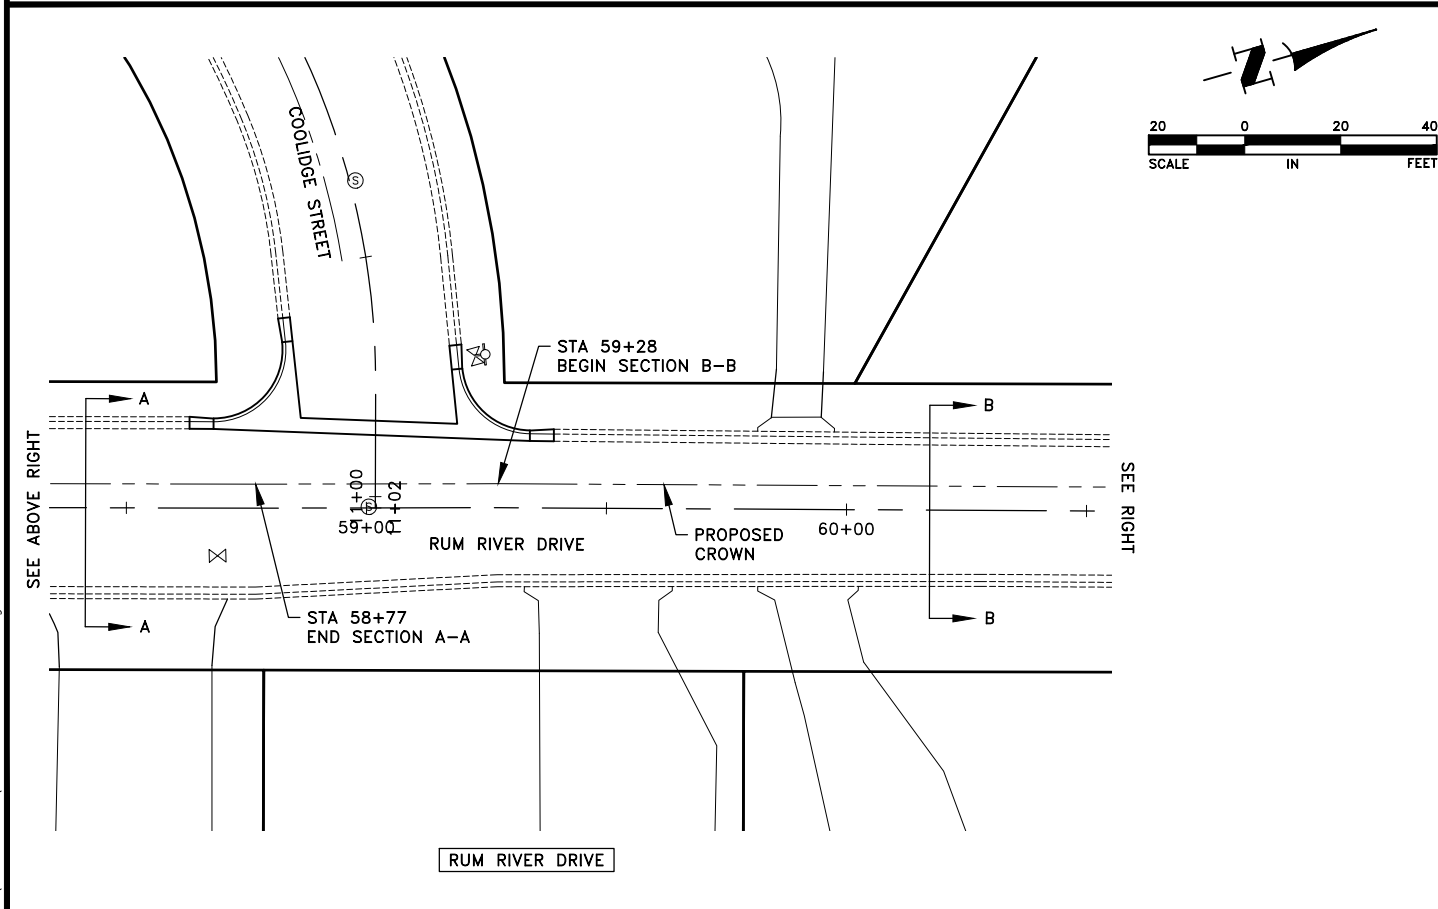 N
20 0 20 40
SCALE IN FEET
COOLIDGE STREET
S
STA 59+28
BEGIN SECTION B-B
A
B
SEE ABOVE RIGHT
SEE RIGHT
11+00
11+02
S
59+00
60+00
RUM RIVER DRIVE
PROPOSED
CROWN
STA 58+77
END SECTION A-A
A
B
RUM RIVER DRIVE